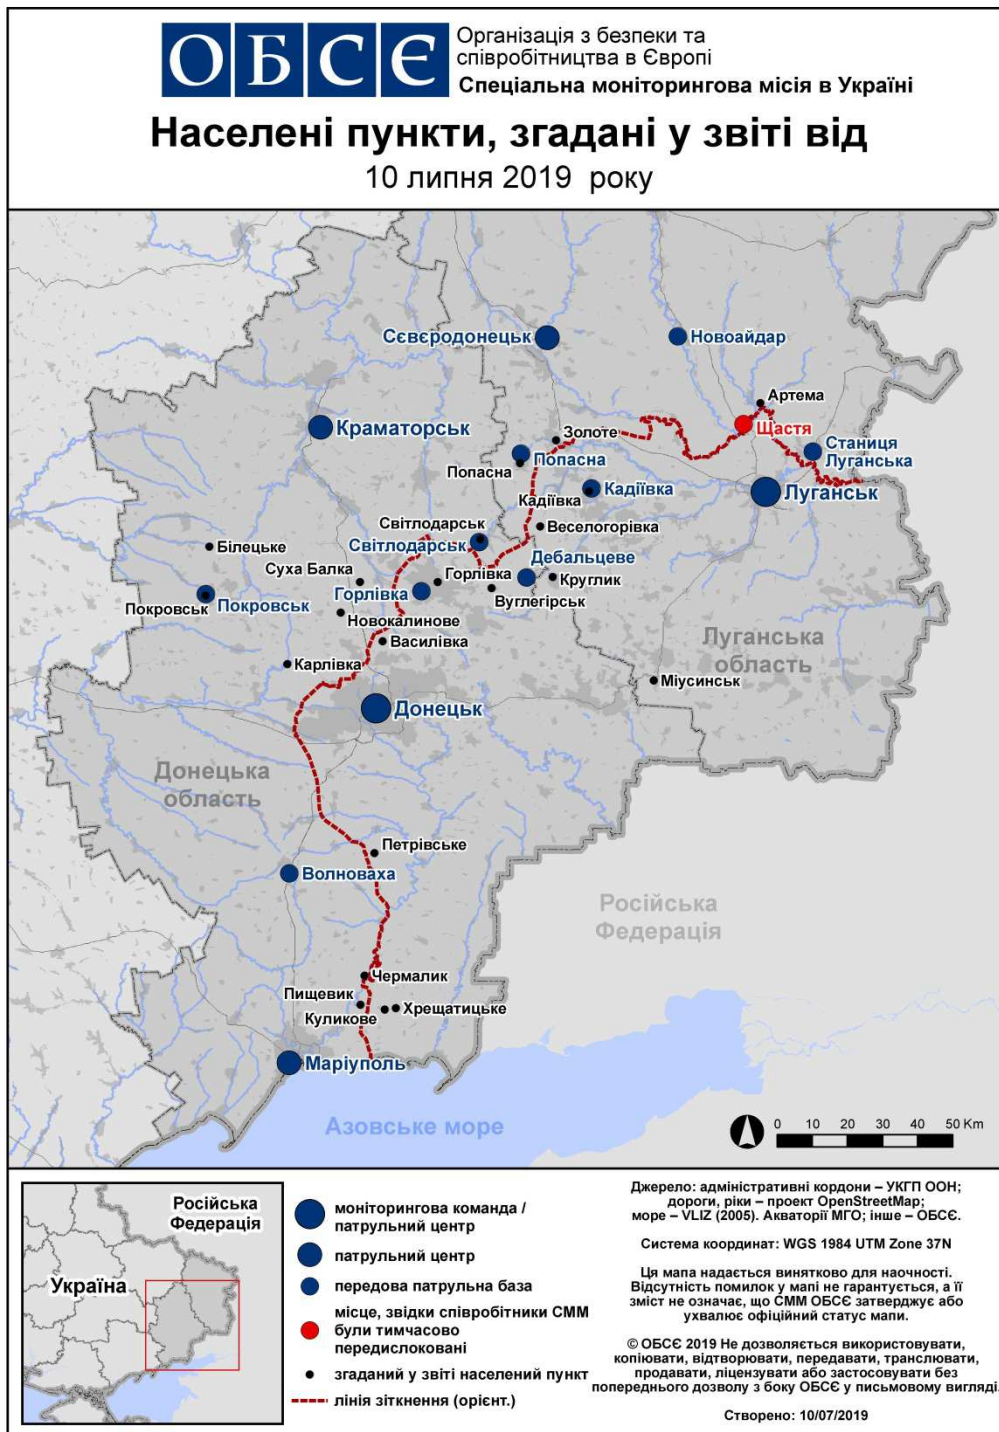 ОБСЄ
Організація з безпеки та
співробітництва в Європі
Спеціальна моніторингова місія в Україні
Населені пункти, згадані у звіті від
10 липня 2019 року
Сєвєродонецьк
Новоайдар
Артема
Краматорськ
Щастя
Золоте
Станиця
Луганська
Попасна
Попасна
Кадіївка
Луганськ
Кадіївка
Світлодарськ
Веселогорівка
Світлодарськ
Білецьке
Дебальцеве
Суха Балка
Горлівка
Круглик
Горлівка
Вуглегірськ
Покровськ
Покровськ
Новокалинове
Василівка
Луганська
область
Карлівка
Міусинськ
Донецьк
Донецька
область
Петрівське
Волноваха
Російська
Федерація
Чермалик
Пищевик
Хрещатицьке
Куликове
Маріуполь
Азовське море
0 10 20 30 40 50 Km
Російська
Федерація
Україна
моніторингова команда /
патрульний центр
патрульний центр
передова патрульна база
місце, звідки співробітники СММ
були тимчасово
передислоковані
згаданий у звіті населений пункт
лінія зіткнення (орієнт.)
Джерело: адміністративні кордони – УКГП ООН;
дороги, ріки – проект OpenStreetMap;
море – VLIZ (2005). Акваторії МГО; інше – ОБСЄ.
Система координат: WGS 1984 UTM Zone 37N
Ця мапа надається винятково для наочності.
Відсутність помилок у мапі не гарантується, а її
зміст не означає, що СММ ОБСЄ затверджує або
ухвалює офіційний статус мапи.
© ОБСЄ 2019 Не дозволяється використовувати,
копіювати, відтворювати, передавати, транслювати,
продавати, ліцензувати або застосовувати без
попереднього дозволу з боку ОБСЄ у письмовому вигляді.
Створено: 10/07/2019